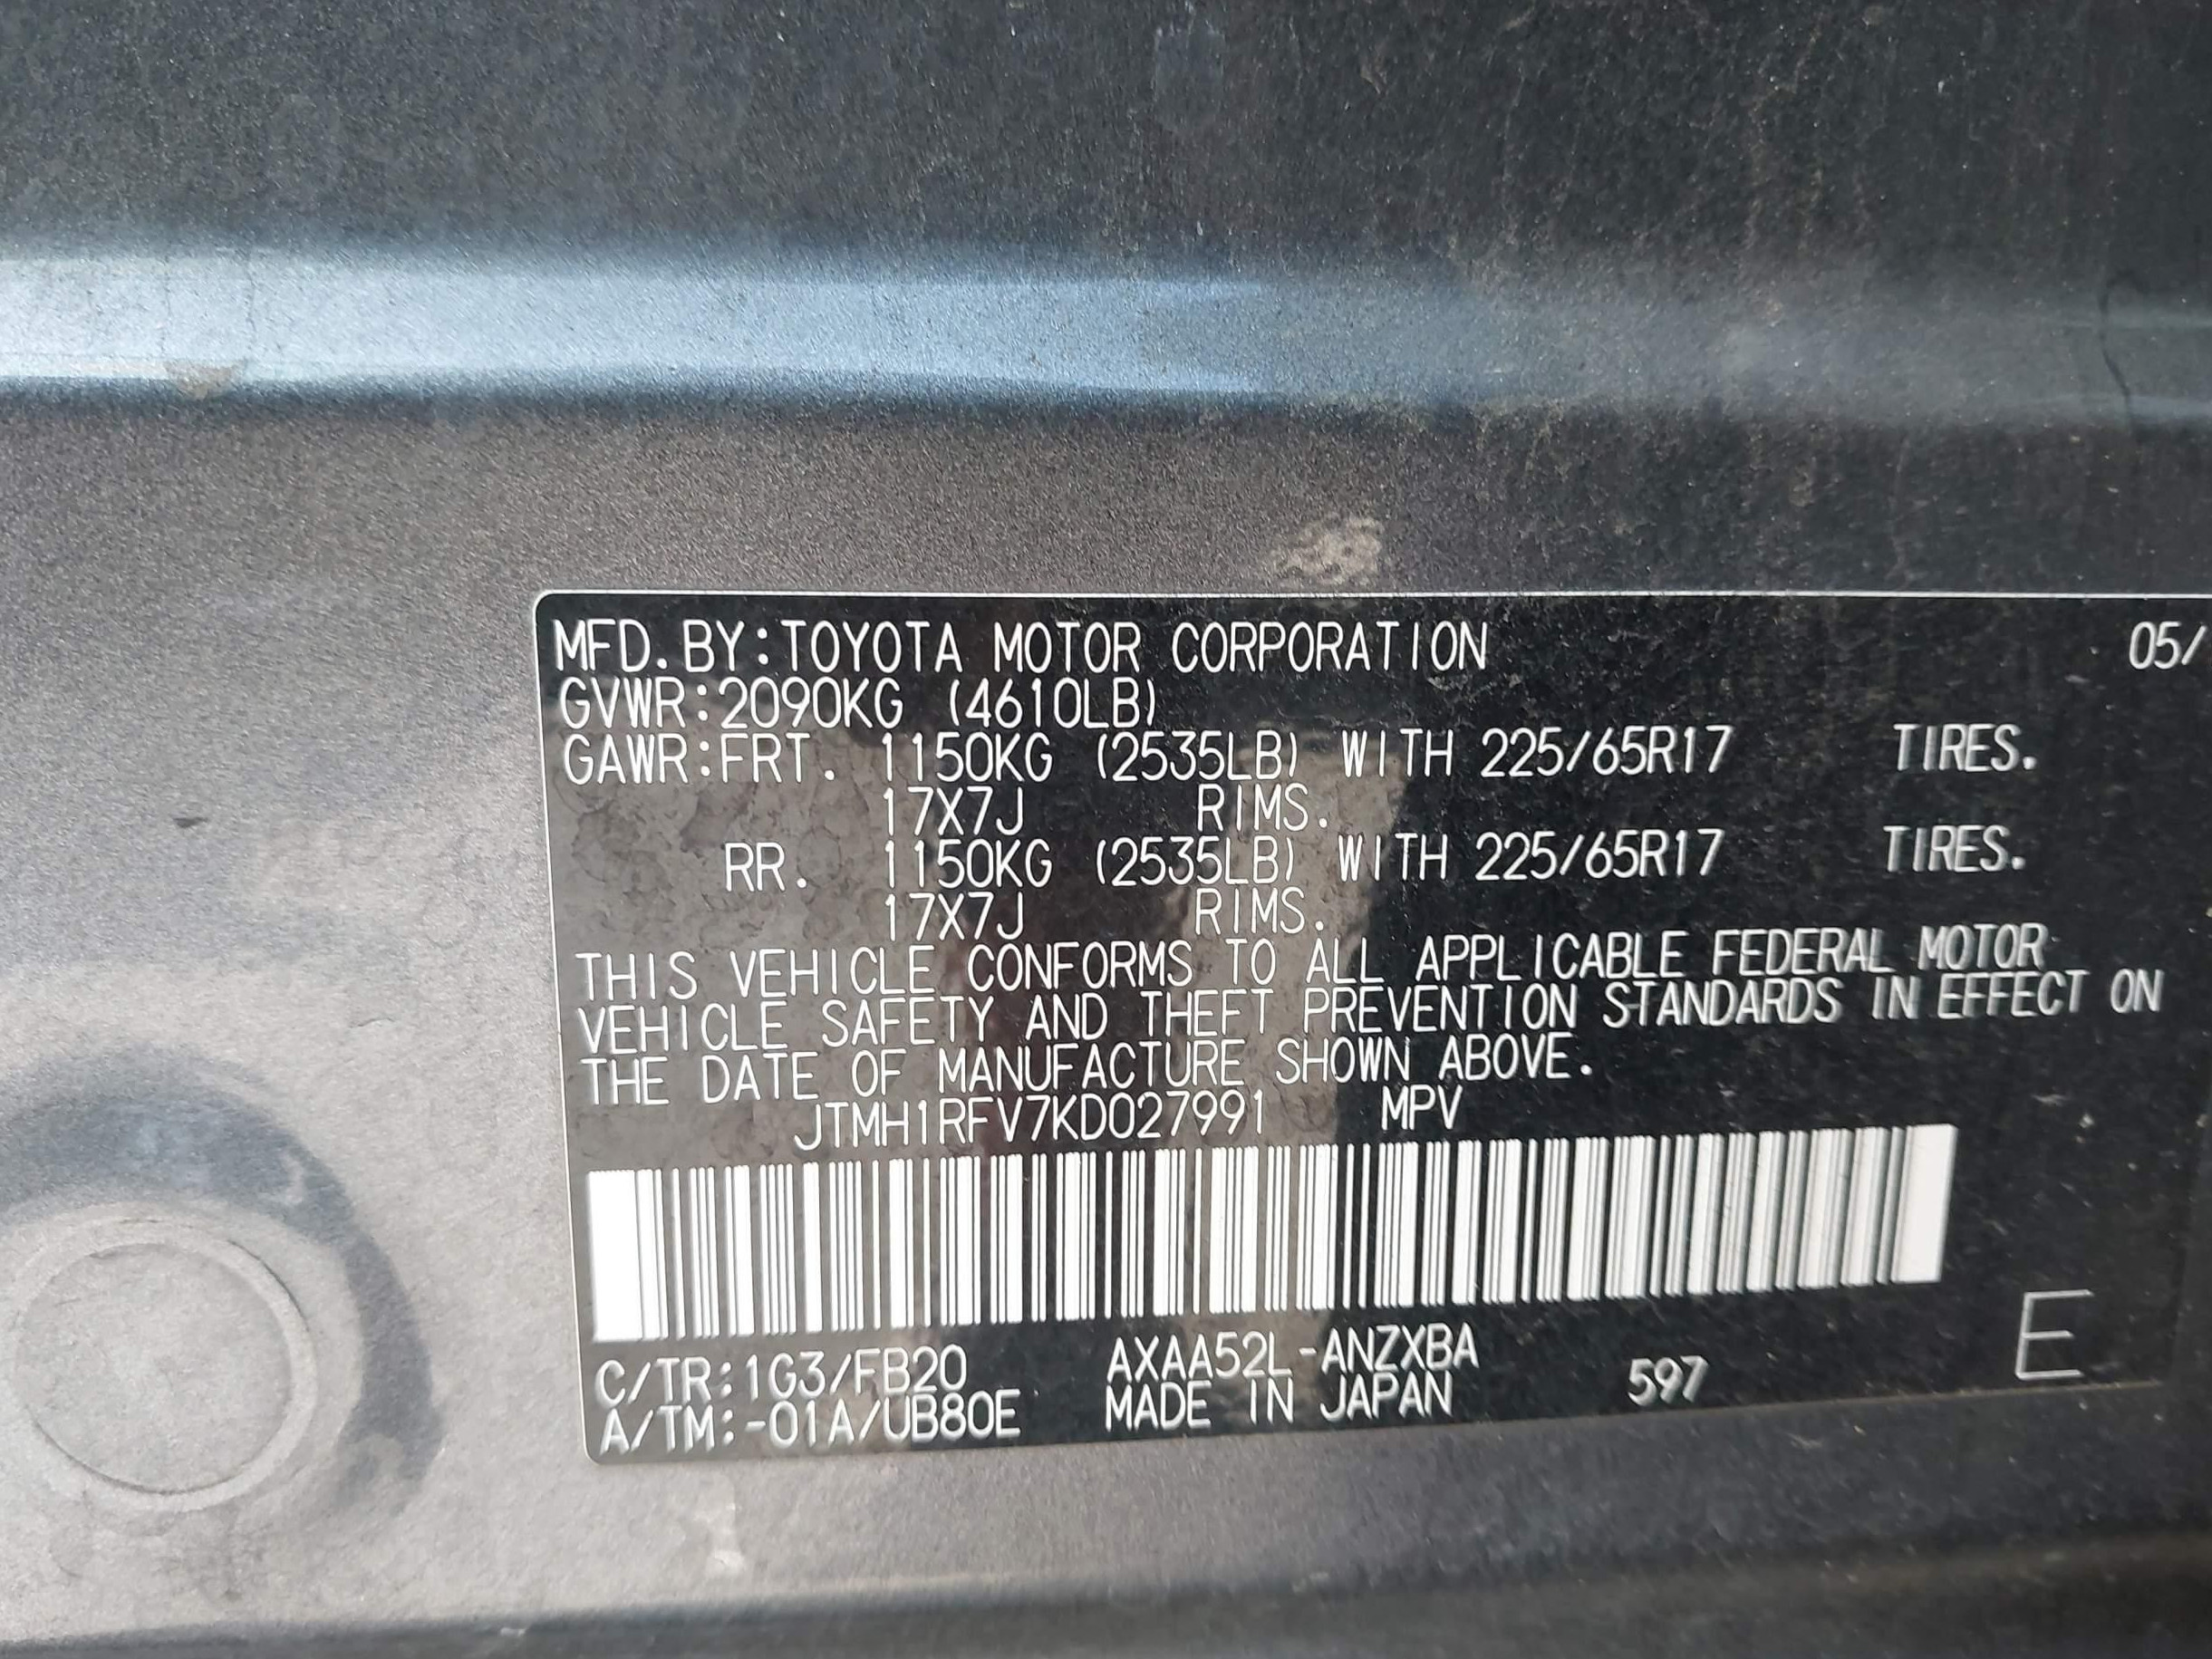 MFD.BY:TOYOTA MOTOR CORPORATION 05/
GVWR:2090KG (4610LB)
GAWR:FRT. 1150KG (2535LB) WITH 225/65R17 TIRES.
17X7J RIMS.
RR. 1150KG (2535LB) WITH 225/65R17 TIRES.
17X7J RIMS.
THIS VEHICLE CONFORMS TO ALL APPLICABLE FEDERAL MOTOR
VEHICLE SAFETY AND THEFT PREVENTION STANDARDS IN EFFECT ON
THE DATE OF MANUFACTURE SHOWN ABOVE.
JTMH1RFV7KD027991 MPV
C/TR:1G3/FB20 AXAA52L-ANZXBA 597 E
A/TM:-01A/UB80E MADE IN JAPAN